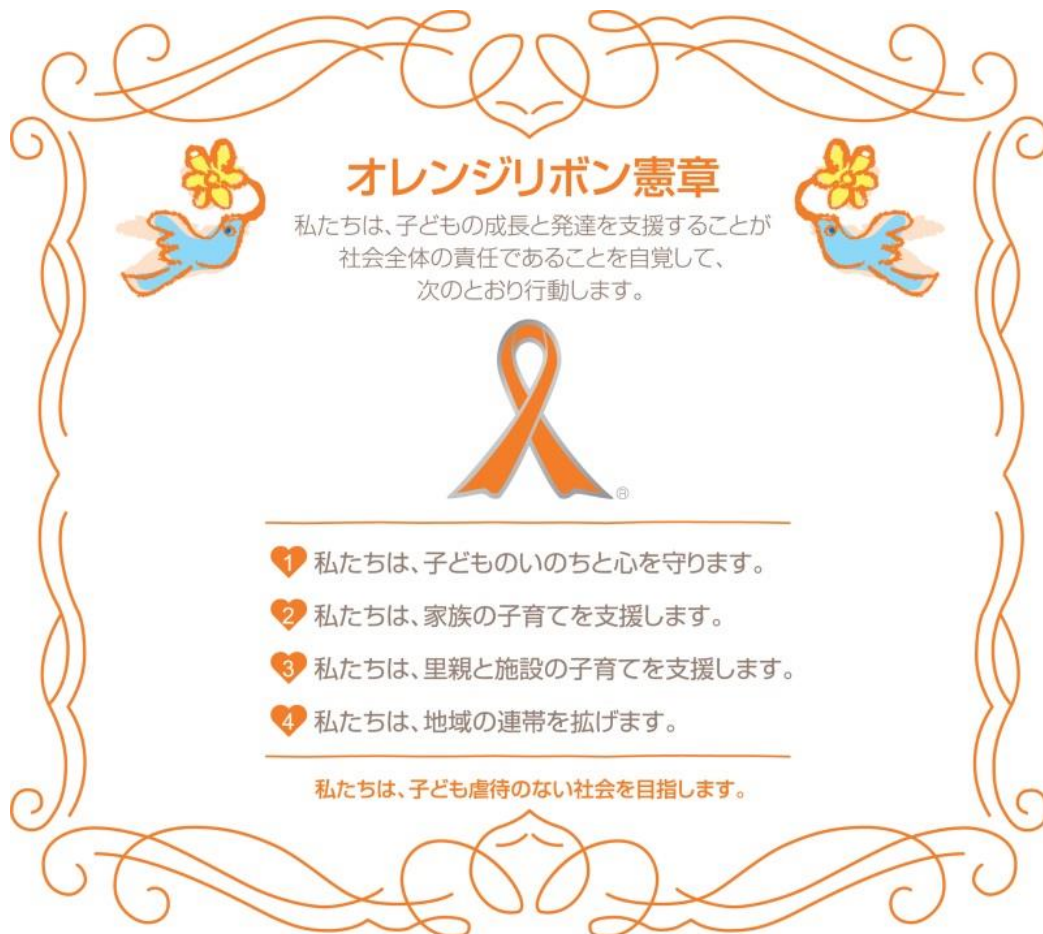 オレンジリボン憲章
私たちは、子どもの成長と発達を支援することが
社会全体の責任であることを自覚して、
次のとおり行動します。
®
1 私たちは、子どものいのちと心を守ります。
2 私たちは、家族の子育てを支援します。
3 私たちは、里親と施設の子育てを支援します。
4 私たちは、地域の連帯を拡げます。
私たちは、子ども虐待のない社会を目指します。